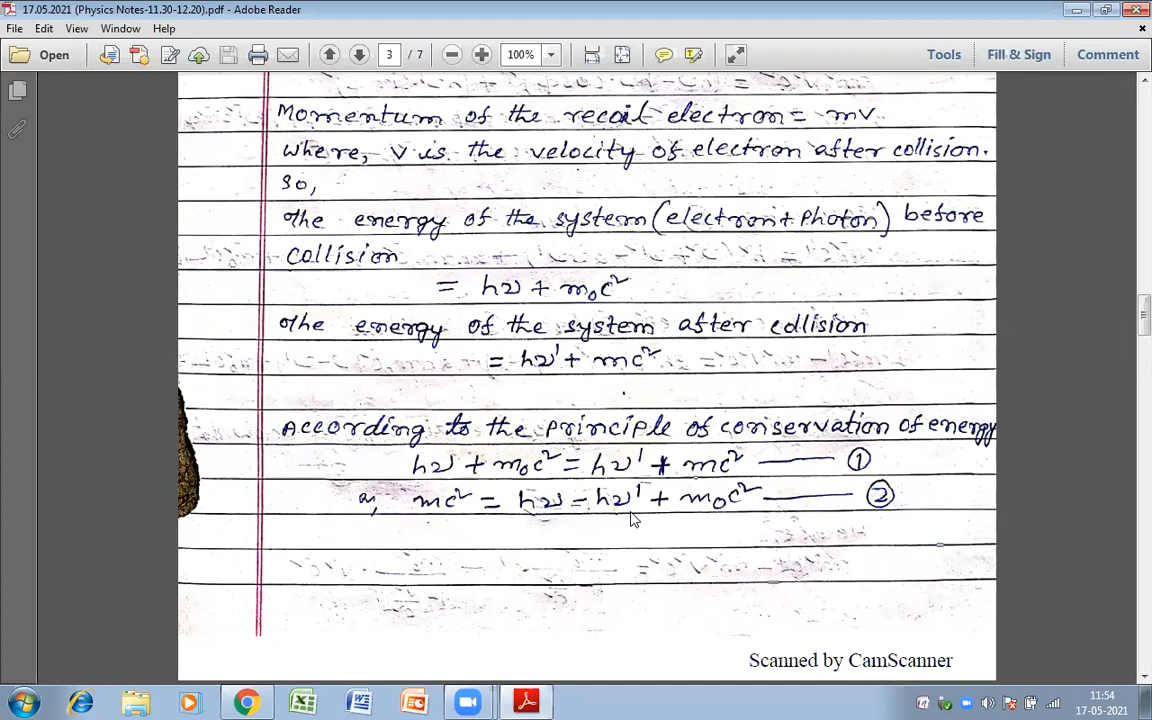 17.05.2021 (Physics Notes-11.30-12.20).pdf - Adobe Reader
File Edit View Window Help
Open 3 / 7 100% Tools Fill & Sign Comment
Momentum of the recoil electron = mv
where, v is the velocity of electron after collision.
so,
The energy of the system (electron + Photon) before
collision
= hν + m₀c²
The energy of the system after collision
= hν' + mc²
According to the principle of conservation of energy
hν + m₀c² = hν' + mc² —— ①
or, mc² = hν - hν' + m₀c² —— ②
Scanned by CamScanner
11:54
17-05-2021